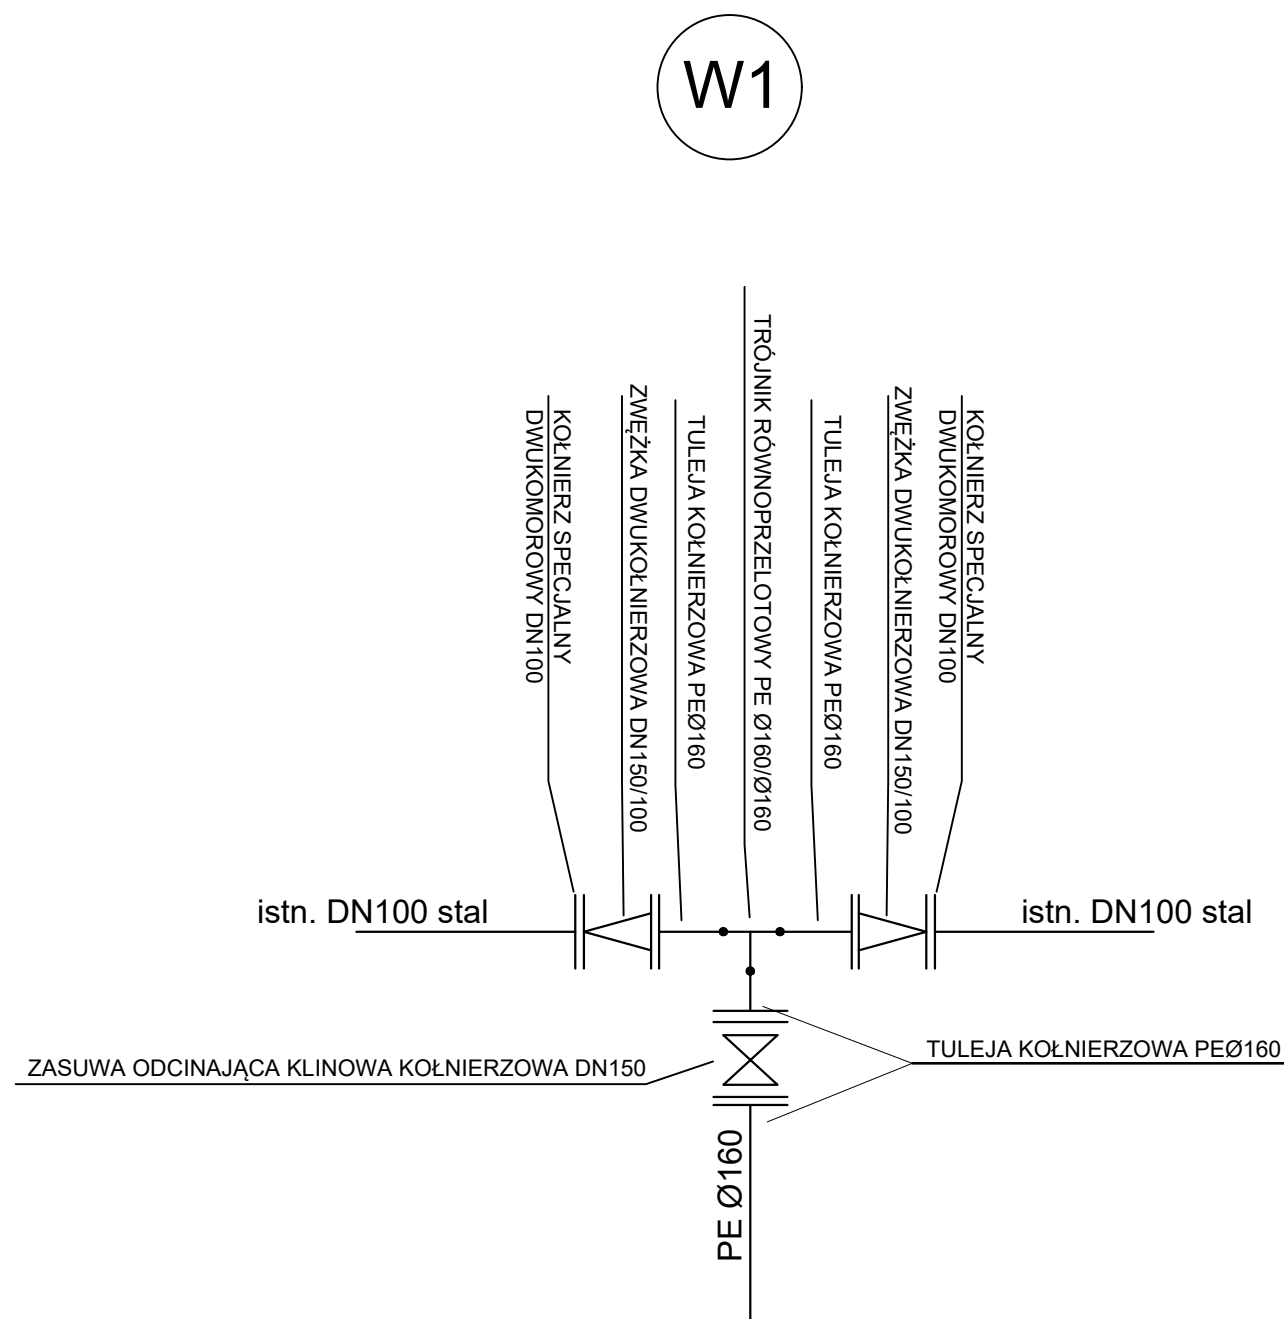 W1
KOŁNIERZ SPECJALNY
DWUKOMOROWY DN100
ZWĘŻKA DWUKOŁNIERZOWA DN150/100
TULEJA KOŁNIERZOWA PEØ160
TRÓJNIK RÓWNOPRZELOTOWY PE Ø160/Ø160
TULEJA KOŁNIERZOWA PEØ160
ZWĘŻKA DWUKOŁNIERZOWA DN150/100
KOŁNIERZ SPECJALNY
DWUKOMOROWY DN100
istn. DN100 stal
istn. DN100 stal
TULEJA KOŁNIERZOWA PEØ160
ZASUWA ODCINAJĄCA KLINOWA KOŁNIERZOWA DN150
PE Ø160